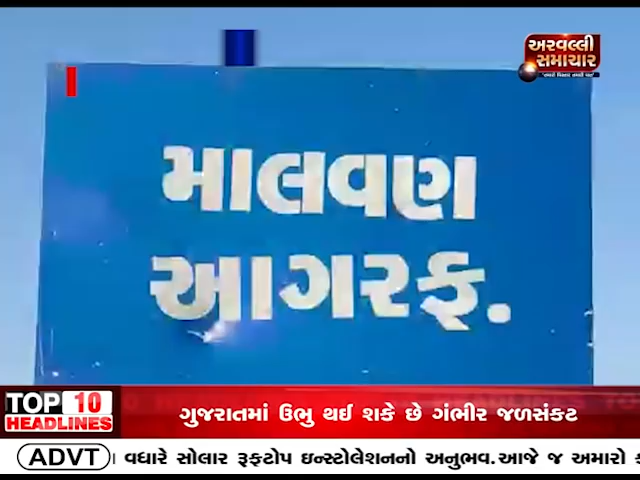 અરવલ્લી
સમાચાર
માલવણ
આગરફ.
TOP 10
HEADLINES
ગુજરાતમાં ઉભુ થઈ શકે છે ગંભીર જળસંકટ
ADVT
વધારે સોલાર રૂફટોપ ઇન્સ્ટોલેશનનો અનુભવ.આજે જ અમારો